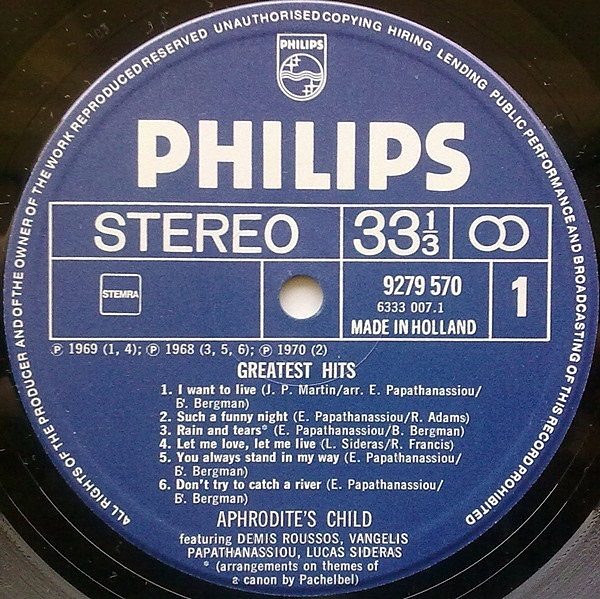 ALL RIGHTS OF THE PRODUCER AND OF THE OWNER OF THE WORK REPRODUCED RESERVED UNAUTHORISED COPYING HIRING LENDING PUBLIC PERFORMANCE AND BROADCASTING OF THIS RECORD PROHIBITED
PHILIPS
PHILIPS
STEREO 33 1/3
STEMRA
9279 570
6333 007.1
MADE IN HOLLAND
1
Ⓟ 1969 (1, 4); Ⓟ 1968 (3, 5, 6); Ⓟ 1970 (2)
GREATEST HITS
1. I want to live (J. P. Martin/arr. E. Papathanassiou/
B. Bergman)
2. Such a funny night (E. Papathanassiou/R. Adams)
3. Rain and tears* (E. Papathanassiou/B. Bergman)
4. Let me love, let me live (L. Sideras/R. Francis)
5. You always stand in my way (E. Papathanassiou/
B. Bergman)
6. Don't try to catch a river (E. Papathanassiou/
B. Bergman)
APHRODITE'S CHILD
featuring DEMIS ROUSSOS, VANGELIS
PAPATHANASSIOU, LUCAS SIDERAS
* (arrangements on themes of
a canon by Pachelbel)